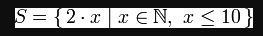 S = { 2 · x | x ∈ ℕ, x ≤ 10 }